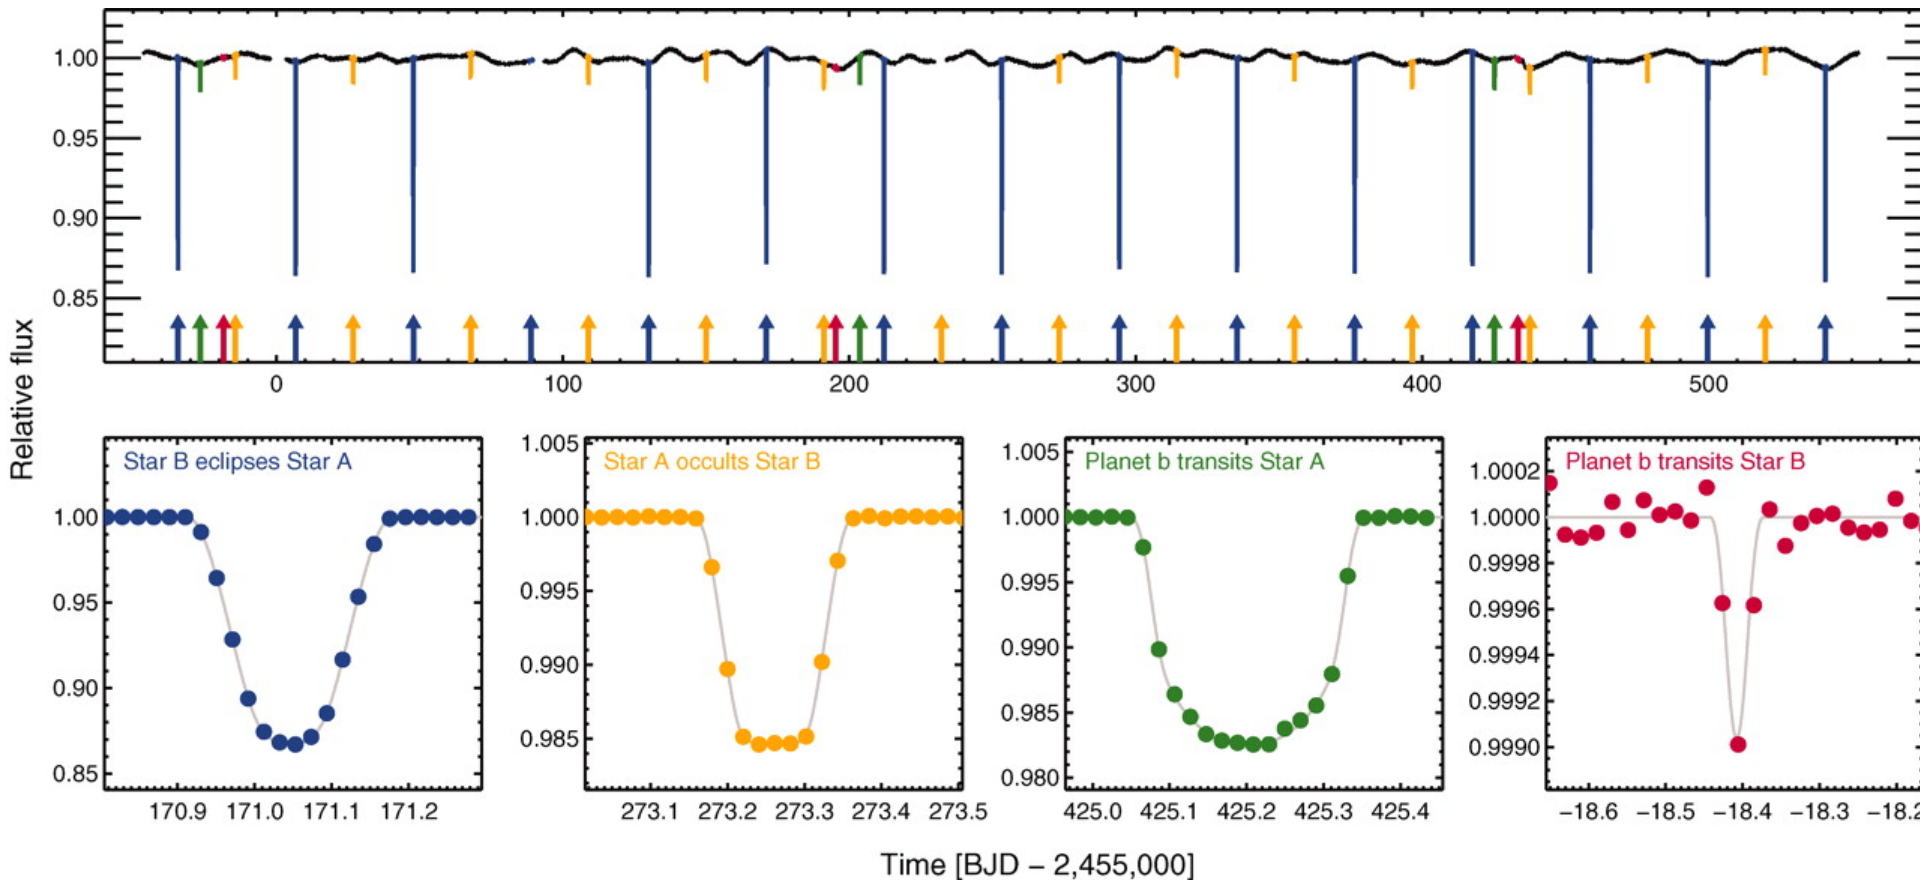 1.00
0.95
0.90
0.85
0 100 200 300 400 500
Relative flux
Star B eclipses Star A
1.00
0.95
0.90
0.85
170.9 171.0 171.1 171.2
Star A occults Star B
1.005
1.000
0.995
0.990
0.985
273.1 273.2 273.3 273.4 273.5
Planet b transits Star A
1.005
1.000
0.995
0.990
0.985
0.980
425.0 425.1 425.2 425.3 425.4
Planet b transits Star B
1.0002
1.0000
0.9998
0.9996
0.9994
0.9992
0.9990
−18.6 −18.5 −18.4 −18.3 −18.2
Time [BJD − 2,455,000]